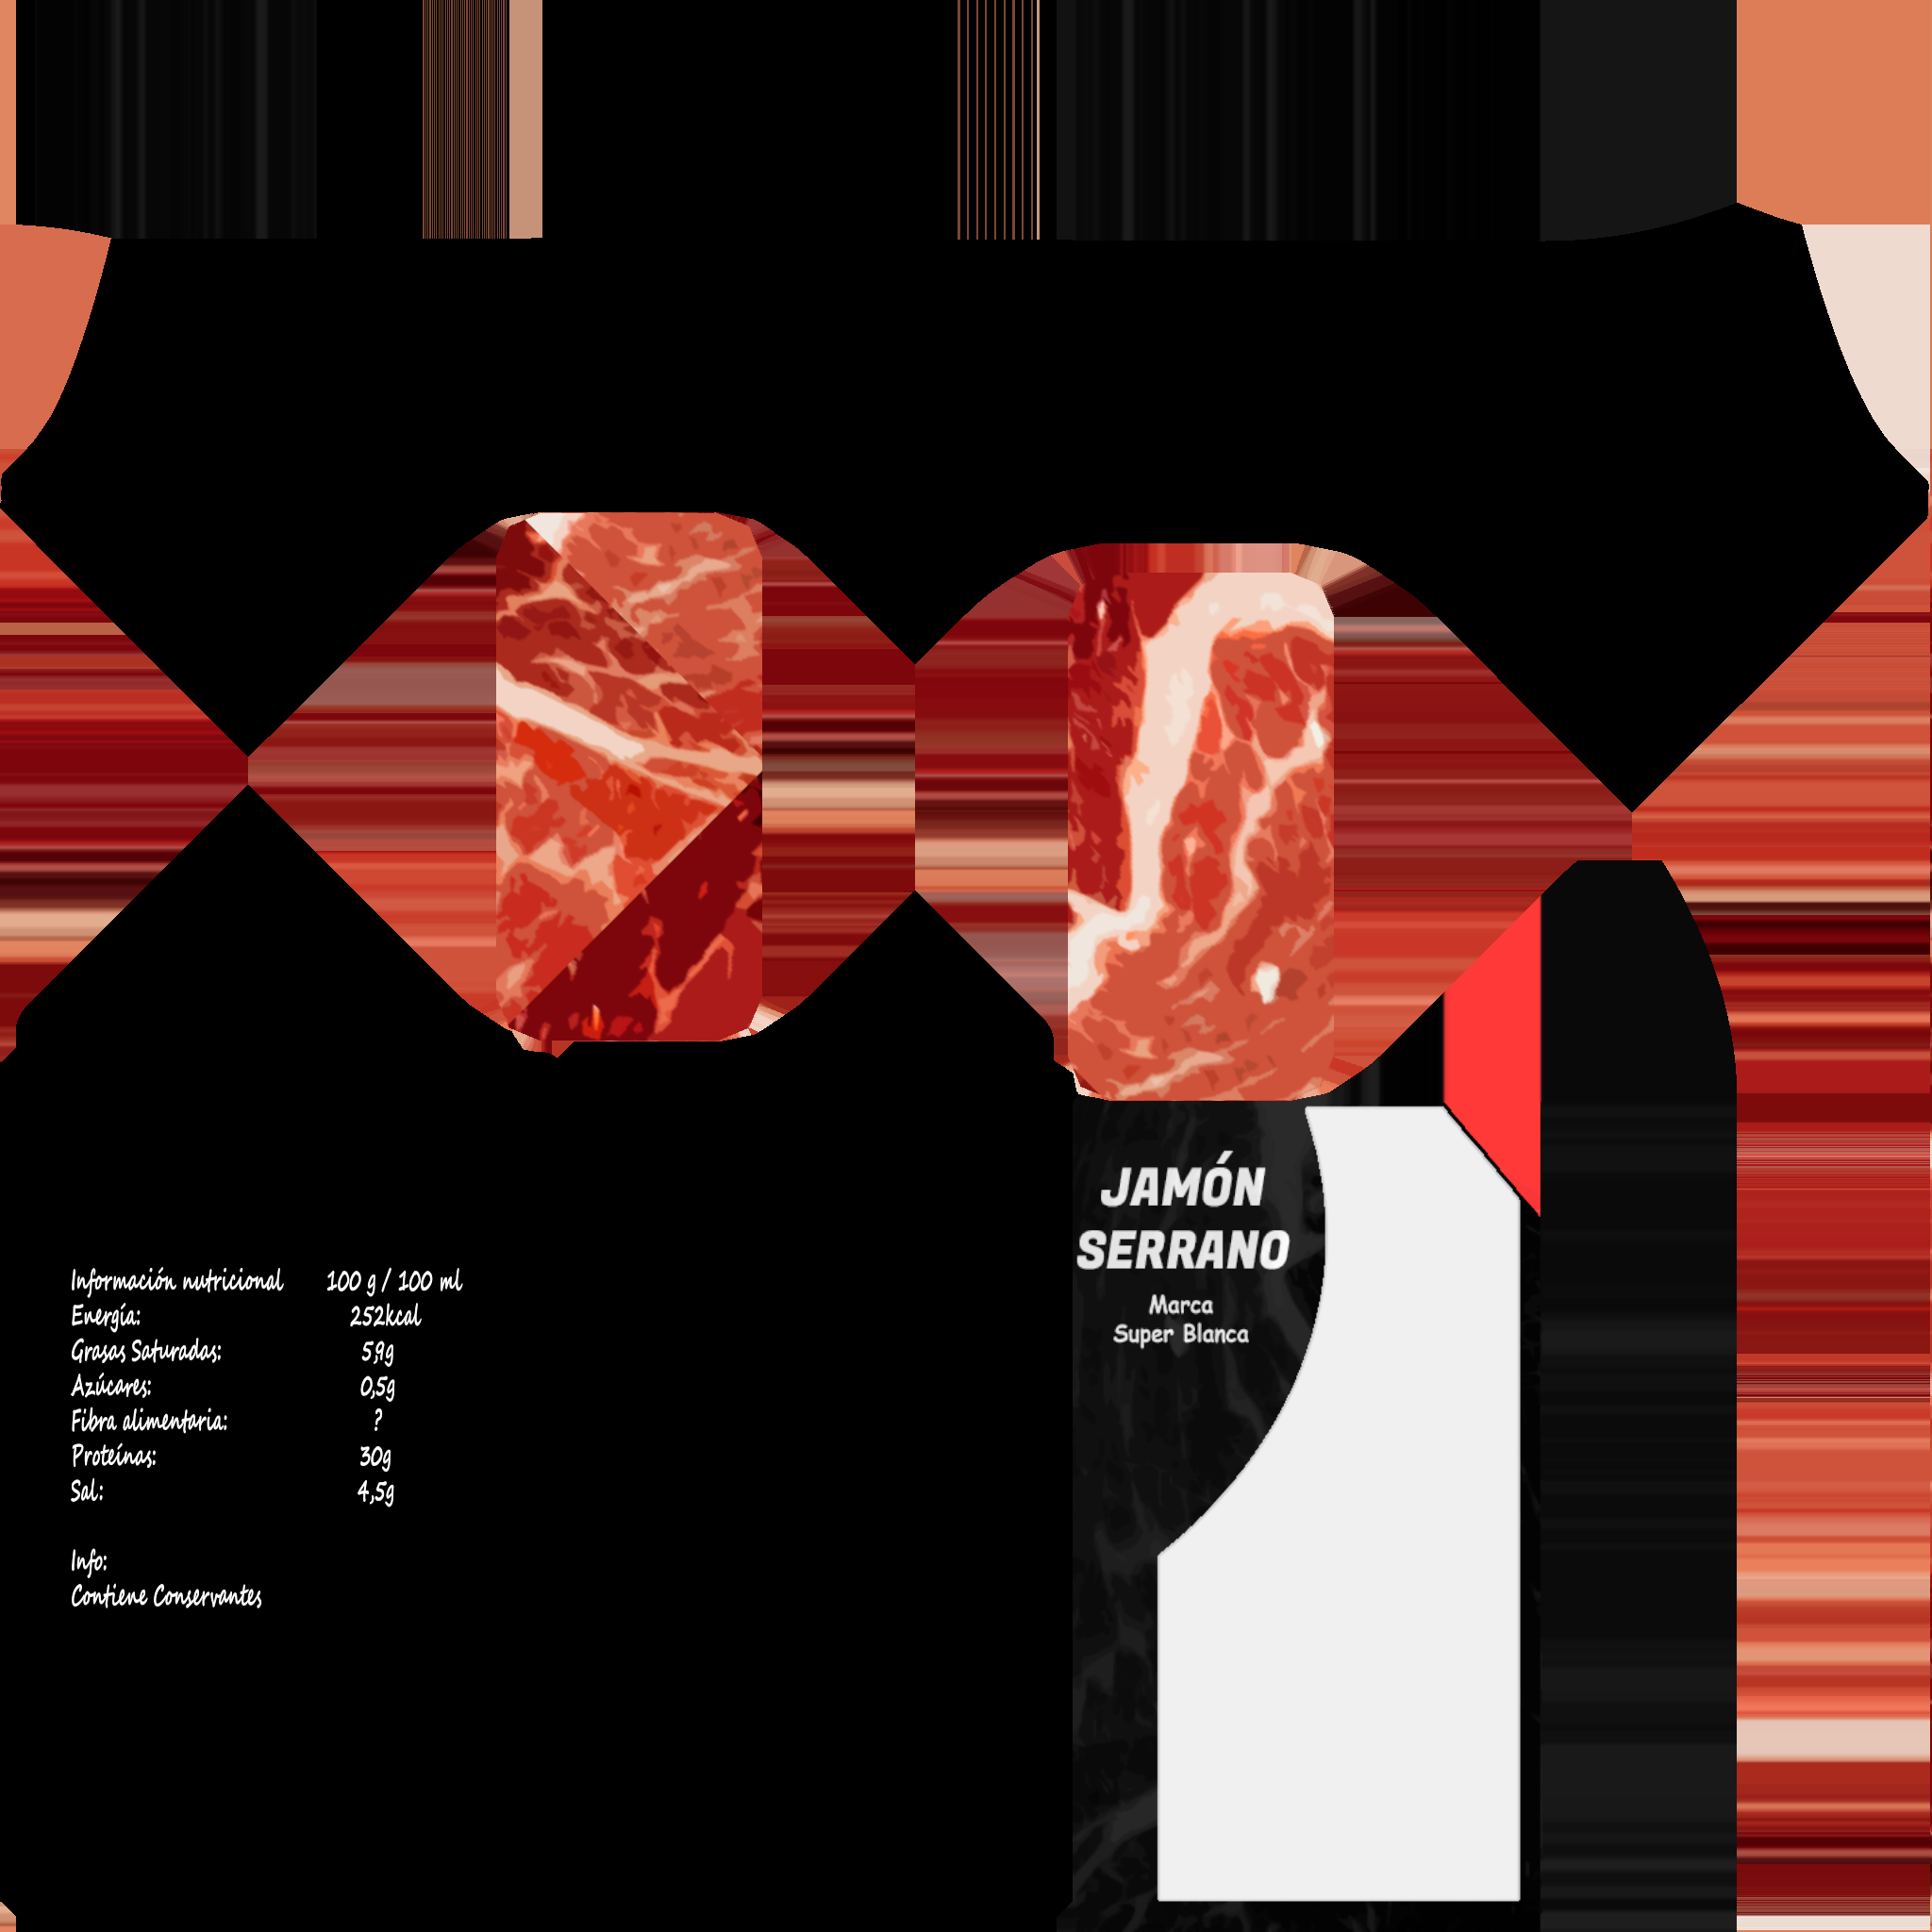 JAMÓN
SERRANO
Marca
Super Blanca
Información nutricional 100 g / 100 ml
Energía: 252kcal
Grasas Saturadas: 5,9g
Azúcares: 0,5g
Fibra alimentaria: ?
Proteínas: 30g
Sal: 4,5g
Info:
Contiene Conservantes